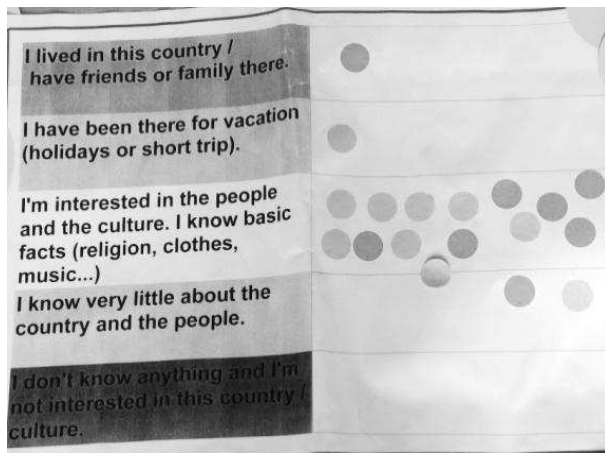 I lived in this country /
have friends or family there.
I have been there for vacation
(holidays or short trip).
I'm interested in the people
and the culture. I know basic
facts (religion, clothes,
music...)
I know very little about the
country and the people.
I don't know anything and I'm
not interested in this country /
culture.